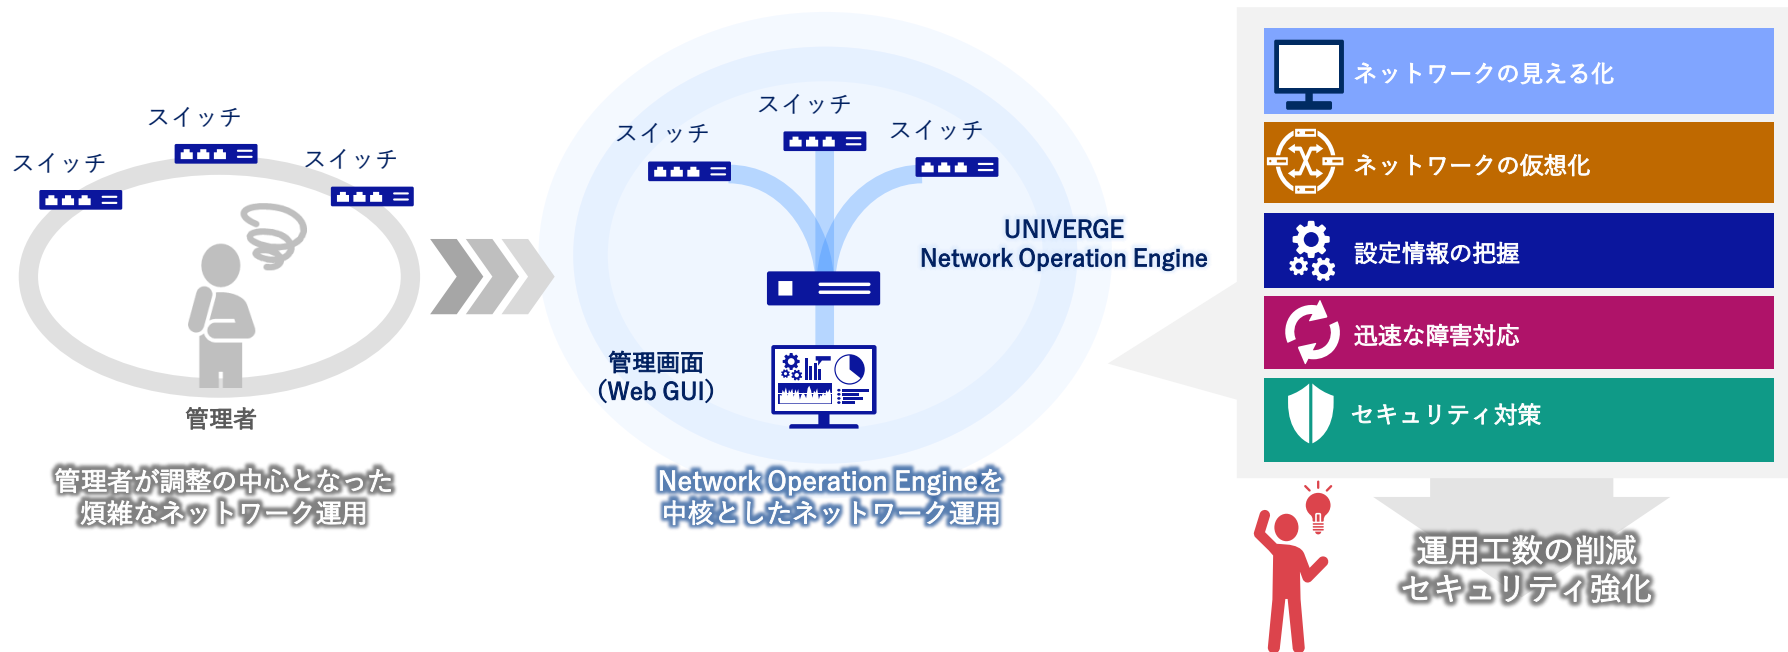 スイッチ
スイッチ
スイッチ
管理者
管理者が調整の中心となった
煩雑なネットワーク運用
スイッチ
スイッチ
スイッチ
UNIVERGE
Network Operation Engine
管理画面
（Web GUI）
Network Operation Engineを
中核としたネットワーク運用
ネットワークの見える化
ネットワークの仮想化
設定情報の把握
迅速な障害対応
セキュリティ対策
運用工数の削減
セキュリティ強化